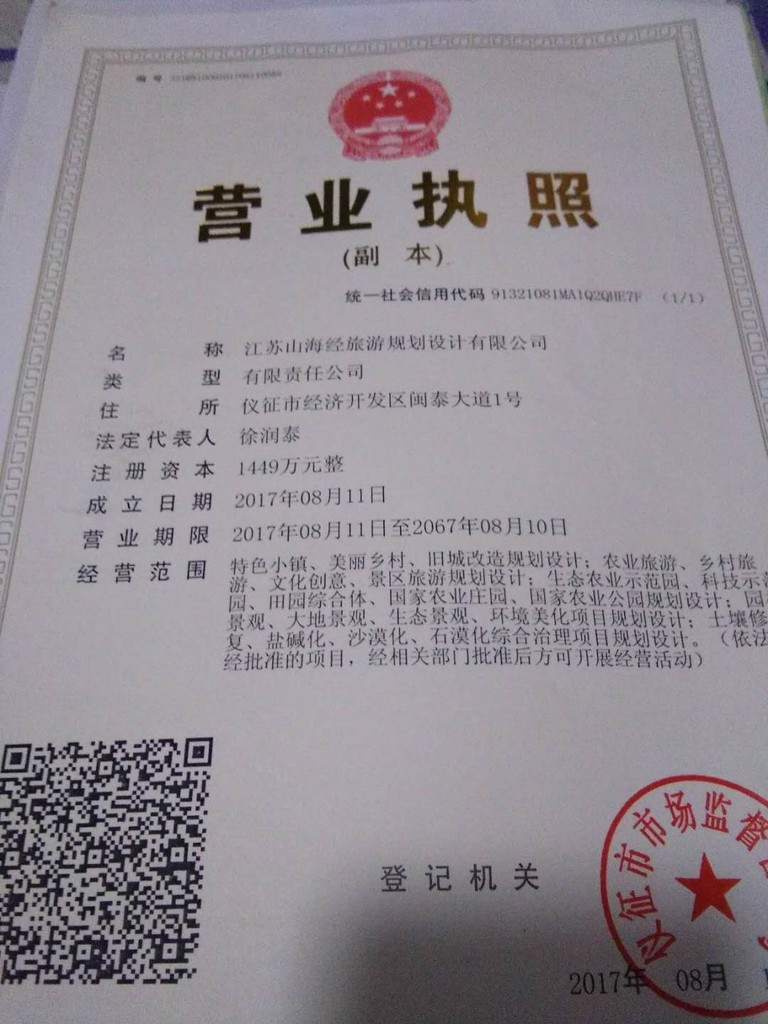 编 号
营业执照
(副 本)
统一社会信用代码 91321081MA1Q2QHE7F (1/1)
名 称 江苏山海经旅游规划设计有限公司
类 型 有限责任公司
住 所 仪征市经济开发区闽泰大道1号
法定代表人 徐润泰
注册资本 1449万元整
成立日期 2017年08月11日
营业期限 2017年08月11日至2067年08月10日
经营范围 特色小镇、美丽乡村、旧城改造规划设计；农业旅游、乡村旅
游、文化创意、景区旅游规划设计；生态农业示范园、科技示范
园、田园综合体、国家农业庄园、国家农业公园规划设计；园
景观、大地景观、生态景观、环境美化项目规划设计；土壤修
复、盐碱化、沙漠化、石漠化综合治理项目规划设计。（依法
经批准的项目，经相关部门批准后方可开展经营活动）
登记机关
仪征市市场监督
2017年 08月